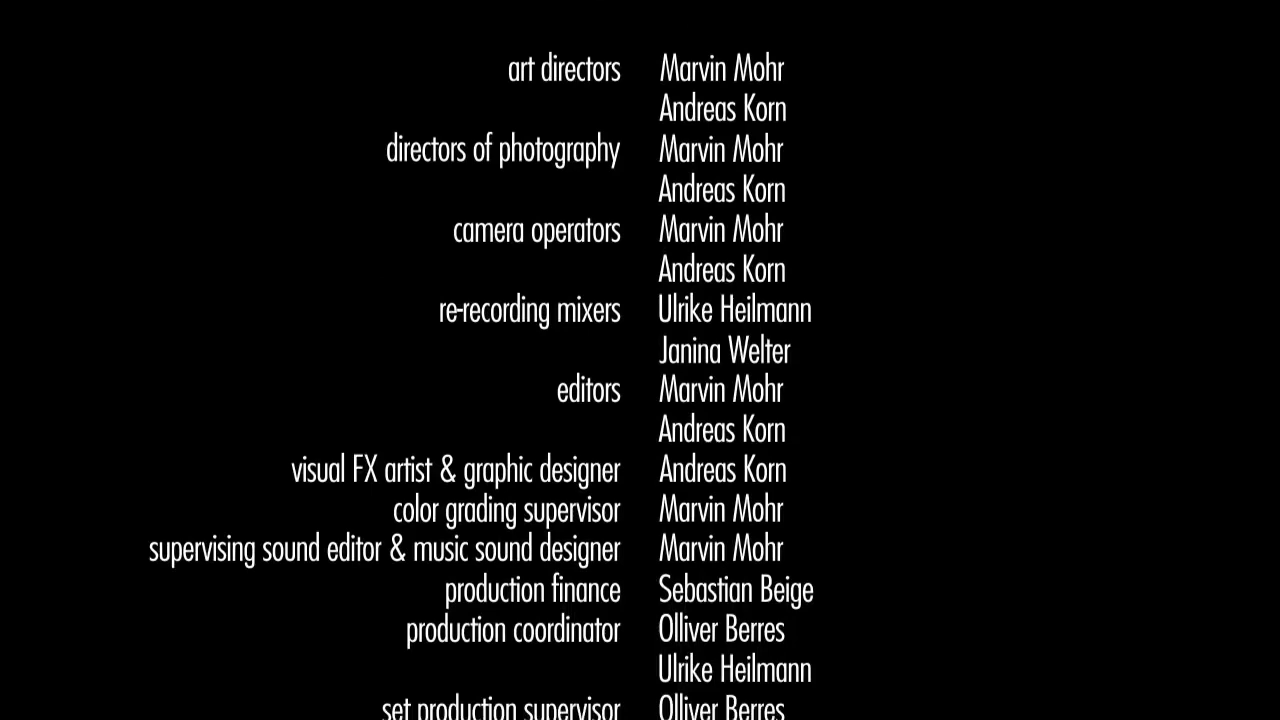 art directors Marvin Mohr
Andreas Korn
directors of photography Marvin Mohr
Andreas Korn
camera operators Marvin Mohr
Andreas Korn
re-recording mixers Ulrike Heilmann
Janina Welter
editors Marvin Mohr
Andreas Korn
visual FX artist & graphic designer Andreas Korn
color grading supervisor Marvin Mohr
supervising sound editor & music sound designer Marvin Mohr
production finance Sebastian Beige
production coordinator Olliver Berres
Ulrike Heilmann
set production supervisor Olliver Berres